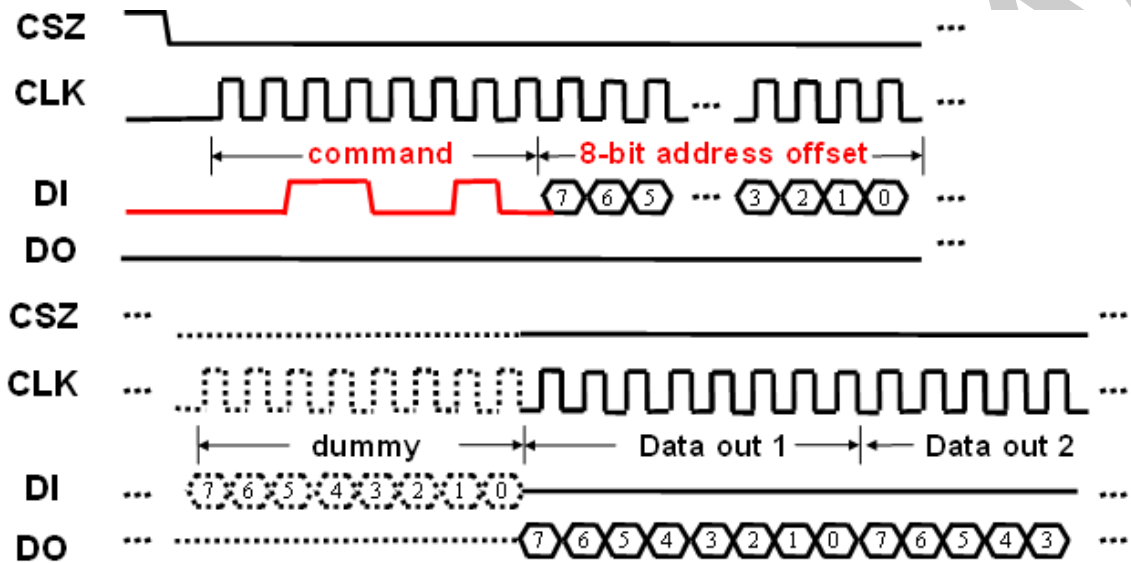 CSZ ...
CLK ... ...
command 8-bit address offset
DI 7 6 5 ... 3 2 1 0 ...
DO ...
CSZ ... ...
CLK ... ...
dummy Data out 1 Data out 2
DI ... 7 6 5 4 3 2 1 0 ...
DO ... 7 6 5 4 3 2 1 0 7 6 5 4 3 ...